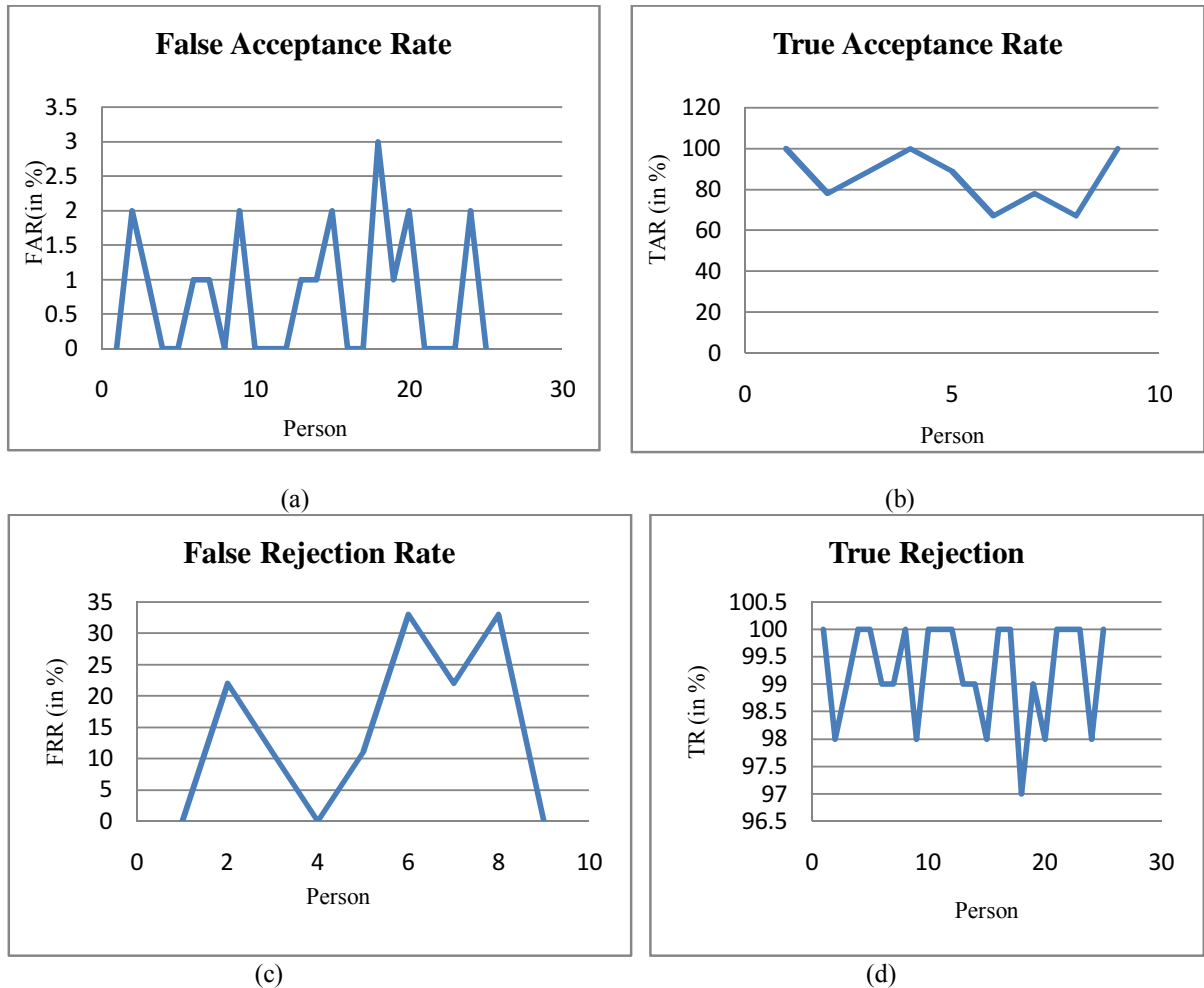 False Acceptance Rate
3.5
3
2.5
2
1.5
1
0.5
0
FAR(in %)
0 10 20 30
Person
(a)
True Acceptance Rate
120
100
80
60
40
20
0
TAR (in %)
0 5 10
Person
(b)
False Rejection Rate
35
30
25
20
15
10
5
0
FRR (in %)
0 2 4 6 8 10
Person
(c)
True Rejection
100.5
100
99.5
99
98.5
98
97.5
97
96.5
TR (in %)
0 10 20 30
Person
(d)